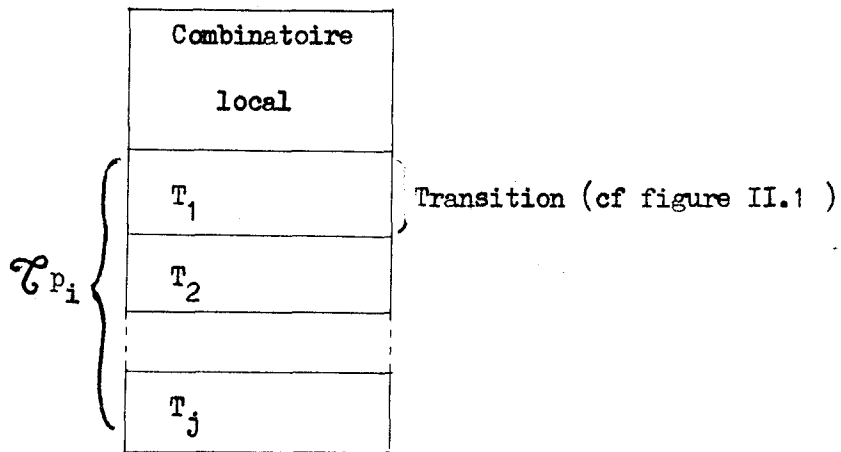 Combinatoire
local
T₁
Transition (cf figure II.1 )
𝒯pᵢ
T₂
Tⱼ